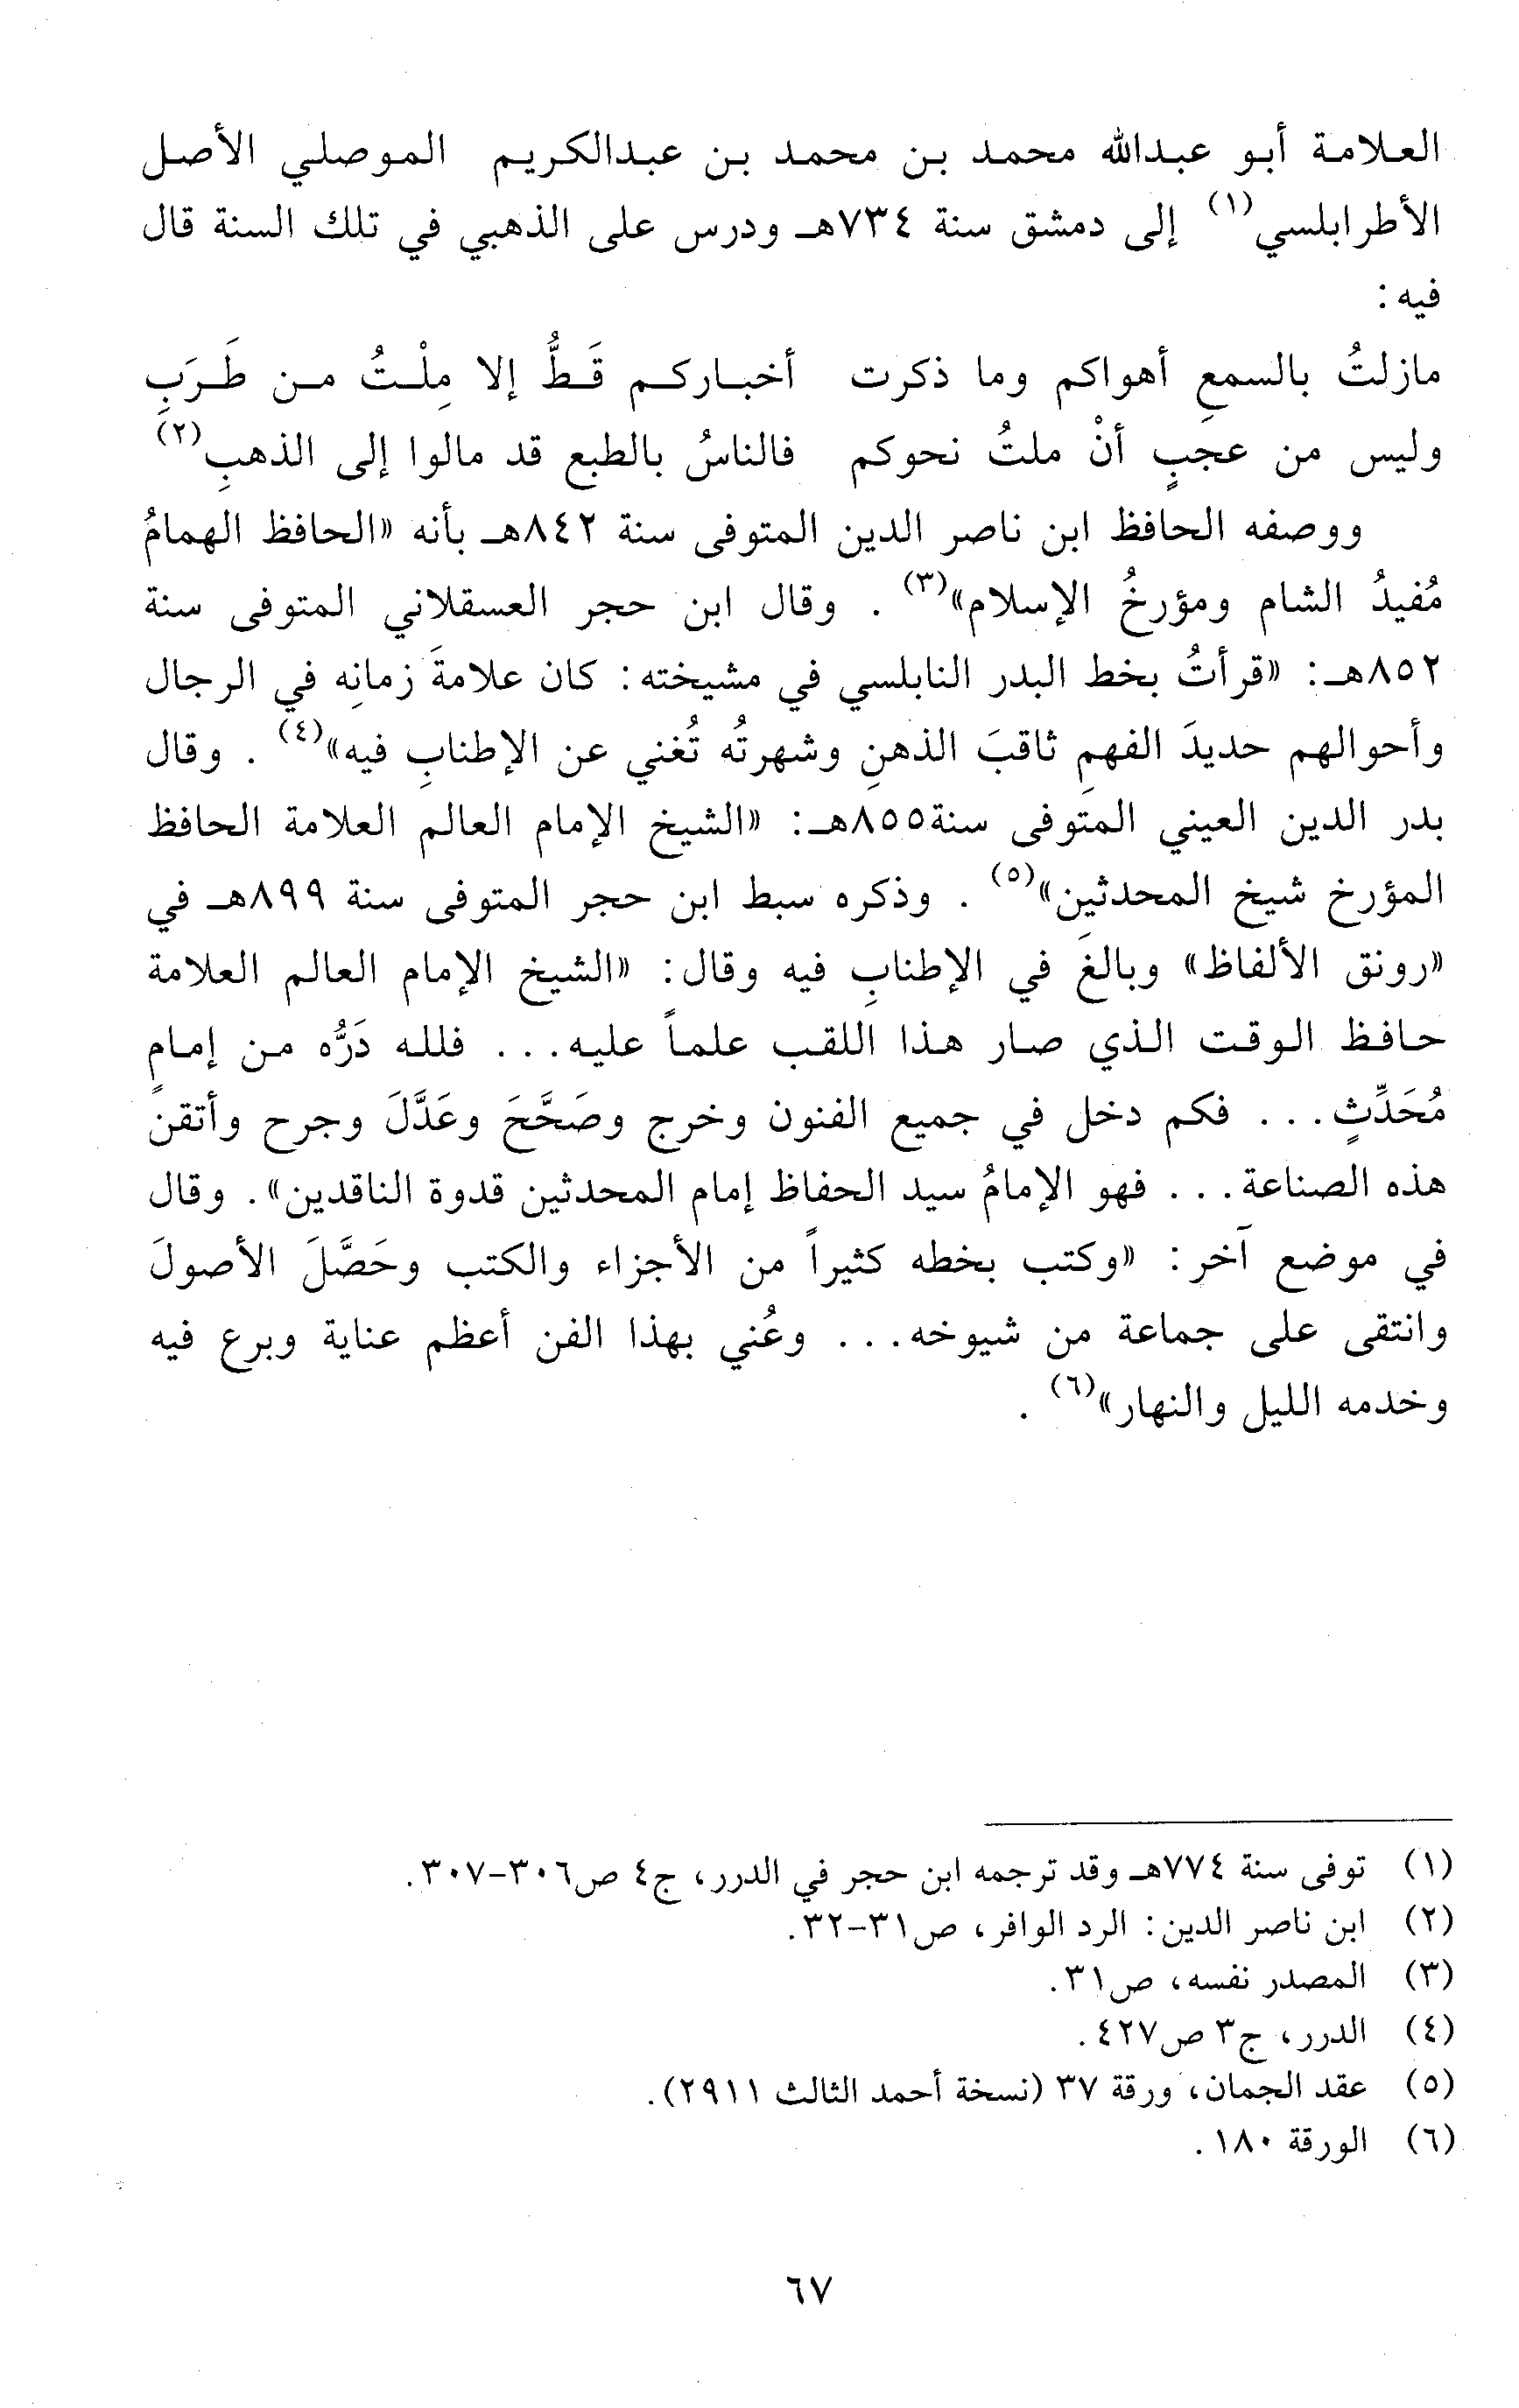 العلامة أبو عبدالله محمد بن محمد بن عبدالكريم الموصلي الأصل
الأطرابلسي(١) إلى دمشق سنة ٧٣٤هـ ودرس على الذهبي في تلك السنة قال
فيه:
مازلتُ بالسمعِ أهواكم وما ذكرت أخباركم قَطُّ إلا مِلْتُ من طَرَبِ
وليس من عجبٍ أنْ ملتُ نحوكم فالناسُ بالطبع قد مالوا إلى الذهبِ(٢)
ووصفه الحافظ ابن ناصر الدين المتوفى سنة ٨٤٢هـ بأنه «الحافظ الهمامُ
مُفيدُ الشام ومؤرخُ الإسلام»(٣) . وقال ابن حجر العسقلاني المتوفى سنة
٨٥٢هـ: «قرأتُ بخط البدر النابلسي في مشيخته: كان علامةَ زمانِه في الرجال
وأحوالهم حديدَ الفهمِ ثاقبَ الذهنِ وشهرتُه تُغني عن الإطنابِ فيه»(٤) . وقال
بدر الدين العيني المتوفى سنة٨٥٥هـ: «الشيخ الإمام العالم العلامة الحافظ
المؤرخ شيخ المحدثين»(٥) . وذكره سبط ابن حجر المتوفى سنة ٨٩٩هـ في
«رونق الألفاظ» وبالغَ في الإطنابِ فيه وقال: «الشيخ الإمام العالم العلامة
حافظ الوقت الذي صار هذا اللقب علماً عليه... فلله دَرُّه من إمامٍ
مُحَدِّثٍ... فكم دخل في جميع الفنون وخرج وصَحَّحَ وعَدَّلَ وجرح وأتقن
هذه الصناعة... فهو الإمامُ سيد الحفاظ إمام المحدثين قدوة الناقدين». وقال
في موضع آخر: «وكتب بخطه كثيراً من الأجزاء والكتب وحَصَّلَ الأصولَ
وانتقى على جماعة من شيوخه... وعُني بهذا الفن أعظم عناية وبرع فيه
وخدمه الليل والنهار»(٦) .
(١) توفى سنة ٧٧٤هـ وقد ترجمه ابن حجر في الدرر، ج٤ ص٣٠٦-٣٠٧.
(٢) ابن ناصر الدين: الرد الوافر، ص٣١-٣٢.
(٣) المصدر نفسه، ص٣١.
(٤) الدرر، ج٣ ص٤٢٧.
(٥) عقد الجمان، ورقة ٣٧ (نسخة أحمد الثالث ٢٩١١).
(٦) الورقة ١٨٠.
٦٧